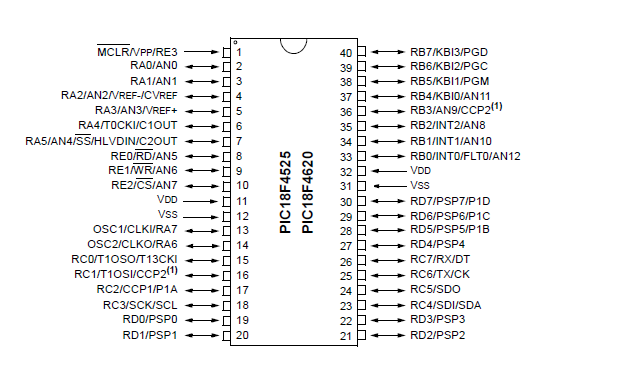 MCLR/VPP/RE3 1 40 RB7/KBI3/PGD
RA0/AN0 2 39 RB6/KBI2/PGC
RA1/AN1 3 38 RB5/KBI1/PGM
RA2/AN2/VREF-/CVREF 4 37 RB4/KBI0/AN11
RA3/AN3/VREF+ 5 36 RB3/AN9/CCP2(1)
RA4/T0CKI/C1OUT 6 35 RB2/INT2/AN8
RA5/AN4/SS/HLVDIN/C2OUT 7 34 RB1/INT1/AN10
RE0/RD/AN5 8 33 RB0/INT0/FLT0/AN12
RE1/WR/AN6 9 32 VDD
RE2/CS/AN7 10 31 VSS
VDD 11 30 RD7/PSP7/P1D
VSS 12 29 RD6/PSP6/P1C
OSC1/CLKI/RA7 13 28 RD5/PSP5/P1B
OSC2/CLKO/RA6 14 27 RD4/PSP4
RC0/T1OSO/T13CKI 15 26 RC7/RX/DT
RC1/T1OSI/CCP2(1) 16 25 RC6/TX/CK
RC2/CCP1/P1A 17 24 RC5/SDO
RC3/SCK/SCL 18 23 RC4/SDI/SDA
RD0/PSP0 19 22 RD3/PSP3
RD1/PSP1 20 21 RD2/PSP2
PIC18F4525
PIC18F4620